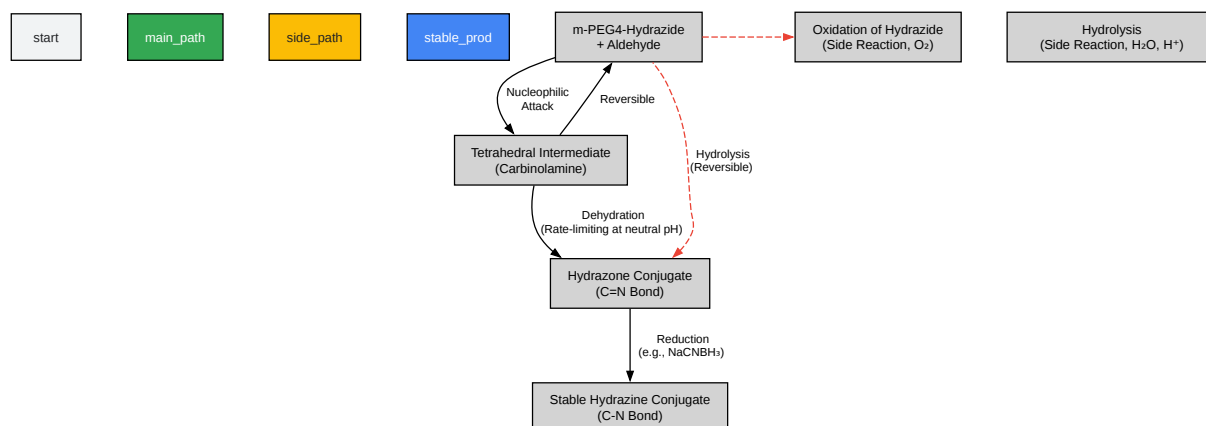 start
main_path
side_path
stable_prod
m-PEG4-Hydrazide
+ Aldehyde
Oxidation of Hydrazide
(Side Reaction, O₂)
Hydrolysis
(Side Reaction, H₂O, H⁺)
Nucleophilic
Attack
Reversible
Tetrahedral Intermediate
(Carbinolamine)
Hydrolysis
(Reversible)
Dehydration
(Rate-limiting at neutral pH)
Hydrazone Conjugate
(C=N Bond)
Reduction
(e.g., NaCNBH₃)
Stable Hydrazine Conjugate
(C-N Bond)